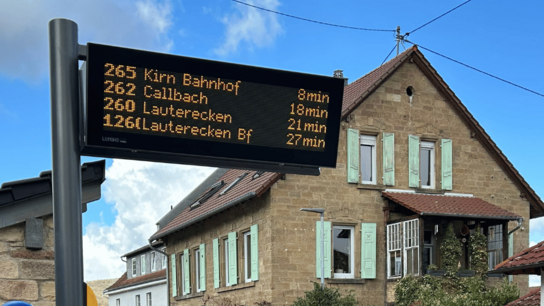 265 Kirn Bahnhof 8min
262 Callbach 18min
260 Lauterecken 21min
126( Lauterecken Bf 27min